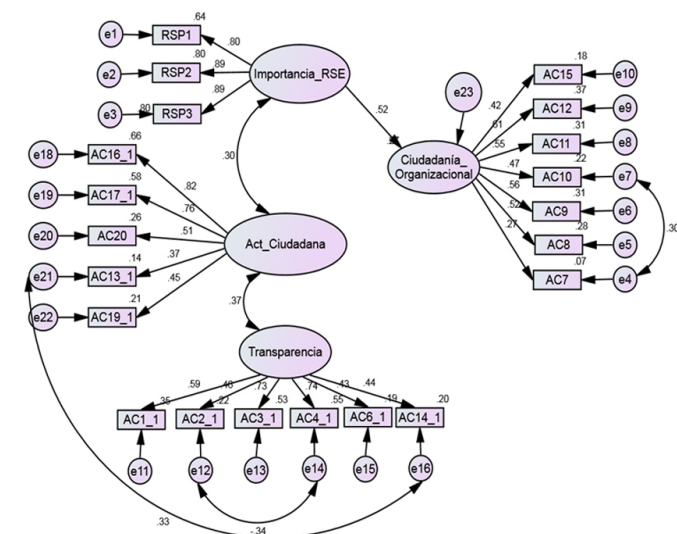 .64
e1
RSP1
.80
.80
e2
RSP2
.89
Importancia_RSE
.89
e3
.80
RSP3
.52
e23
.18
AC15
e10
.42
.37
AC12
e9
.61
.31
AC11
e8
.55
.22
AC10
e7
.47
Ciudadanía_
Organizacional
.31
AC9
e6
.56
.28
AC8
e5
.52
.07
AC7
e4
.27
.30
.66
e18
AC16_1
.82
.58
e19
AC17_1
.76
.26
e20
AC20
.51
.14
e21
AC13_1
.37
.21
e22
AC19_1
.45
.30
Act_Ciudadana
.37
Transparencia
.59
.73
.74
.43
.44
.35
.22
.53
.55
.19
.20
AC1_1
AC2_1
AC3_1
AC4_1
AC6_1
AC14_1
e11
e12
e13
e14
e15
e16
.33
-.34